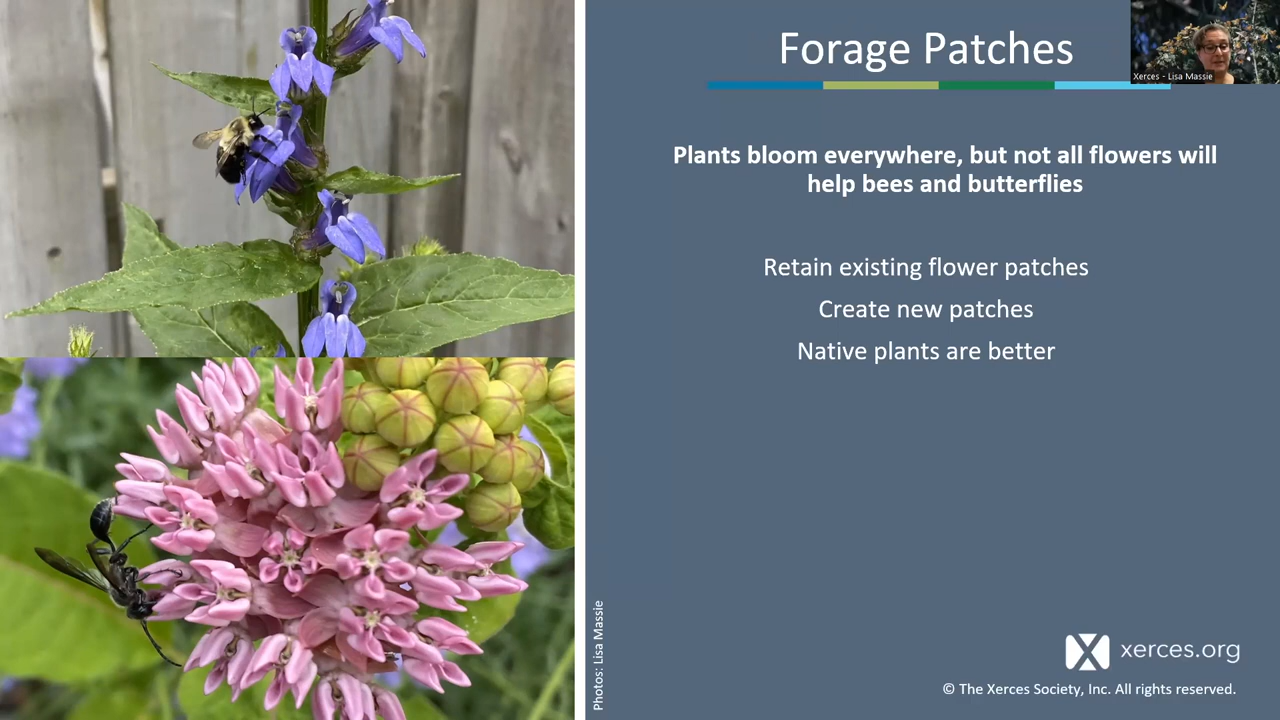 Forage Patches
Xerces - Lisa Massie
Plants bloom everywhere, but not all flowers will
help bees and butterflies
Retain existing flower patches
Create new patches
Native plants are better
Photos: Lisa Massie
xerces.org
© The Xerces Society, Inc. All rights reserved.